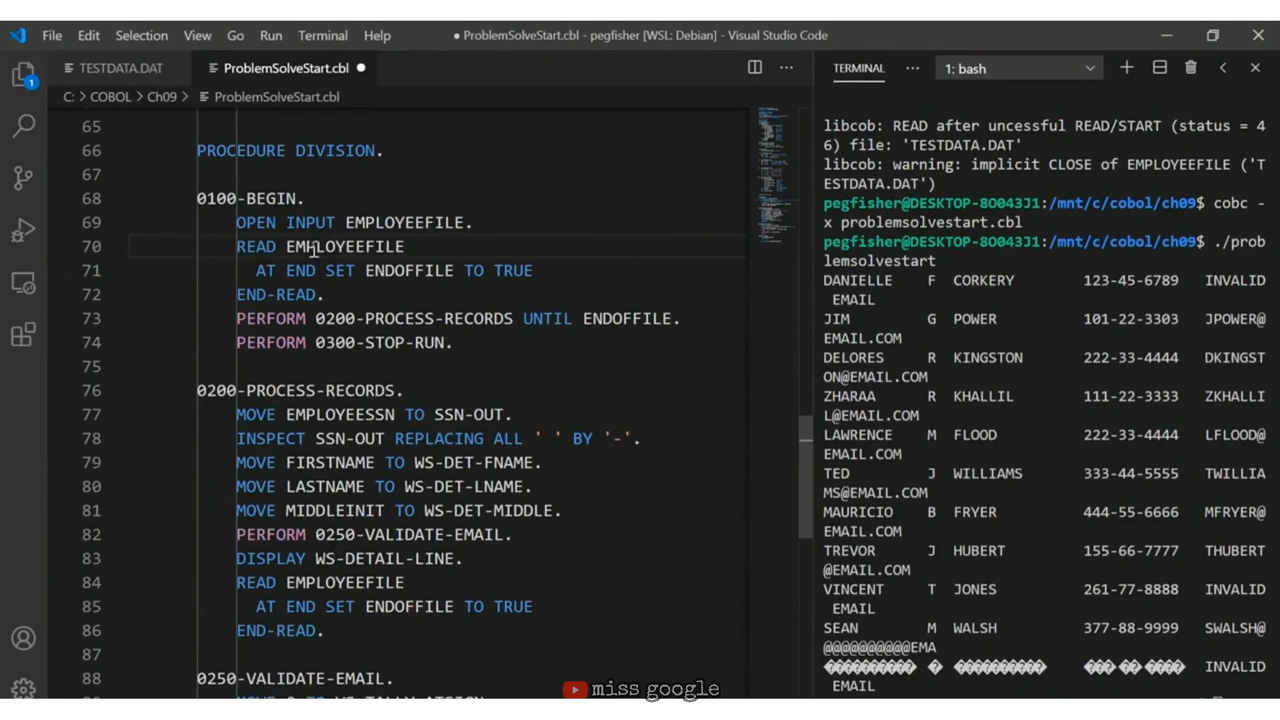 File Edit Selection View Go Run Terminal Help ● ProblemSolveStart.cbl - pegfisher [WSL: Debian] - Visual Studio Code
TESTDATA.DAT ProblemSolveStart.cbl ●
C: > COBOL > Ch09 > ProblemSolveStart.cbl
1
65
66 PROCEDURE DIVISION.
67
68 0100-BEGIN.
69 OPEN INPUT EMPLOYEEFILE.
70 READ EMPLOYEEFILE
71 AT END SET ENDOFFILE TO TRUE
72 END-READ.
73 PERFORM 0200-PROCESS-RECORDS UNTIL ENDOFFILE.
74 PERFORM 0300-STOP-RUN.
75
76 0200-PROCESS-RECORDS.
77 MOVE EMPLOYEESSN TO SSN-OUT.
78 INSPECT SSN-OUT REPLACING ALL ' ' BY '-'.
79 MOVE FIRSTNAME TO WS-DET-FNAME.
80 MOVE LASTNAME TO WS-DET-LNAME.
81 MOVE MIDDLEINIT TO WS-DET-MIDDLE.
82 PERFORM 0250-VALIDATE-EMAIL.
83 DISPLAY WS-DETAIL-LINE.
84 READ EMPLOYEEFILE
85 AT END SET ENDOFFILE TO TRUE
86 END-READ.
87
88 0250-VALIDATE-EMAIL.
TERMINAL ··· 1: bash
libcob: READ after uncessful READ/START (status = 4
6) file: 'TESTDATA.DAT'
libcob: warning: implicit CLOSE of EMPLOYEEFILE ('T
ESTDATA.DAT')
pegfisher@DESKTOP-8O043J1:/mnt/c/cobol/ch09$ cobc -
x problemsolvestart.cbl
pegfisher@DESKTOP-8O043J1:/mnt/c/cobol/ch09$ ./prob
lemsolvestart
DANIELLE F CORKERY 123-45-6789 INVALID
EMAIL
JIM G POWER 101-22-3303 JPOWER@
EMAIL.COM
DELORES R KINGSTON 222-33-4444 DKINGST
ON@EMAIL.COM
ZHARAA R KHALLIL 111-22-3333 ZKHALLI
L@EMAIL.COM
LAWRENCE M FLOOD 222-33-4444 LFLOOD@
EMAIL.COM
TED J WILLIAMS 333-44-5555 TWILLIA
MS@EMAIL.COM
MAURICIO B FRYER 444-55-6666 MFRYER@
EMAIL.COM
TREVOR J HUBERT 155-66-7777 THUBERT
@EMAIL.COM
VINCENT T JONES 261-77-8888 INVALID
EMAIL
SEAN M WALSH 377-88-9999 SWALSH@
@@@@@@@@@@EMA
INVALID
EMAIL
miss google